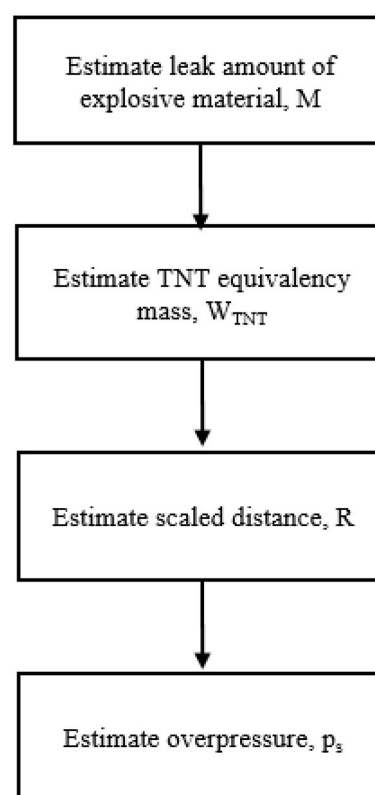 Estimate leak amount of
explosive material, M
Estimate TNT equivalency
mass, W_TNT
Estimate scaled distance, R
Estimate overpressure, p_s